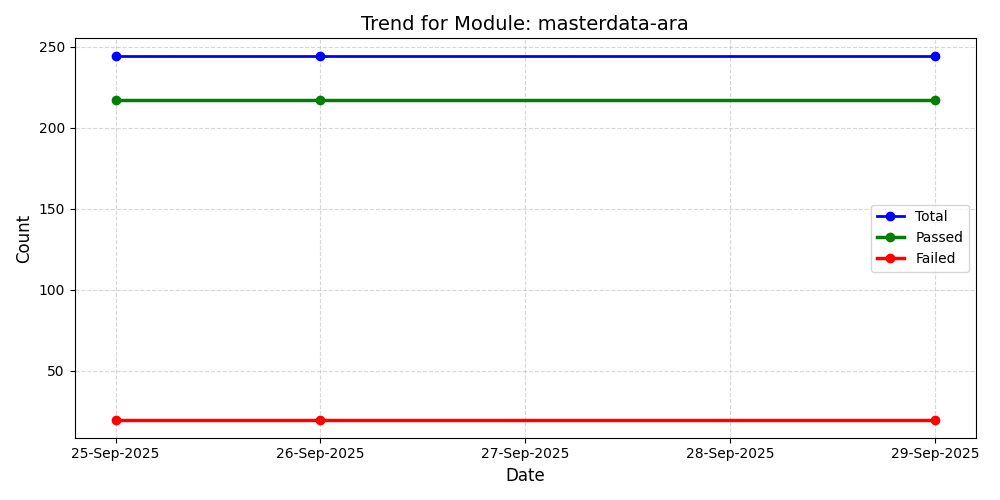 Trend for Module: masterdata-ara
250
200
150
100
50
Count
Total
Passed
Failed
25-Sep-2025
26-Sep-2025
27-Sep-2025
28-Sep-2025
29-Sep-2025
Date